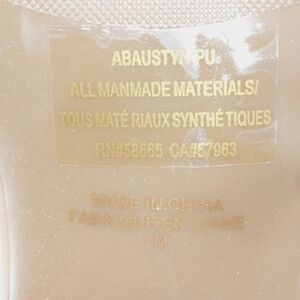 ABAUSTYN PU
ALL MANMADE MATERIALS/
TOUS MATÉ RIAUX SYNTHÉ TIQUES
RN#58665 CA#57963
MADE IN CHINA
FABRIQUÉ EN CHINE
7M